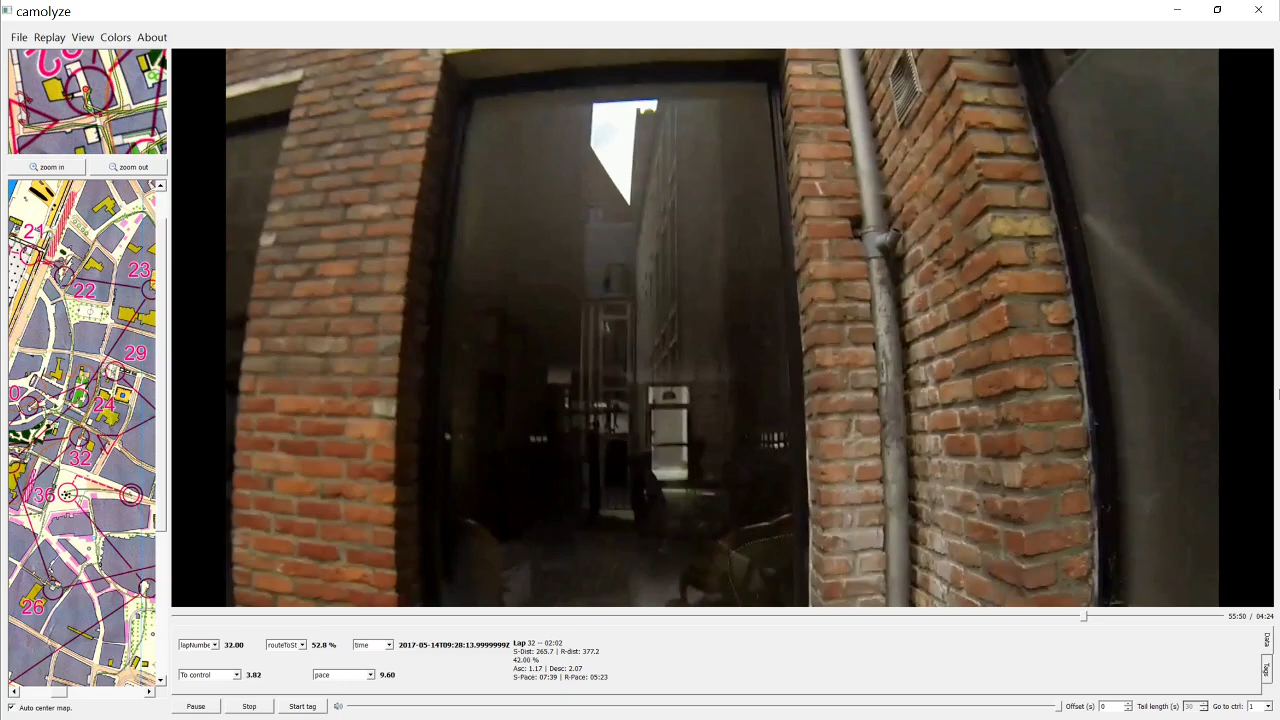 camolyze
File Replay View Colors About
zoom in zoom out
21
22
23
29
24
32
36
26
55:50 / 04:24
lapNumbe 32.00 routeToSt 52.8 % time 2017-05-14T09:28:13.9999999Z
To control 3.82 pace 9.60
Lap 32 -- 02:02
S-Dist: 265.7 | R-dist: 377.2
42.00 %
Asc: 1.17 | Desc: 2.07
S-Pace: 07:39 | R-Pace: 05:23
Data
Tags
Auto center map.
Pause Stop Start tag Offset (s) 0 Tail length (s) 30 Go to ctrl: 1